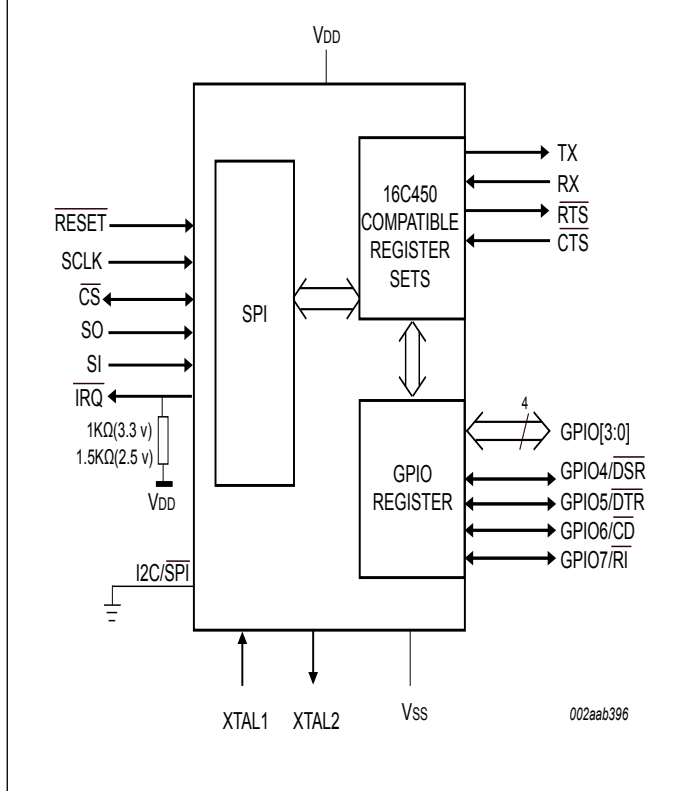 VDD
16C450
COMPATIBLE
REGISTER
SETS
TX
RX
RTS
CTS
RESET
SCLK
CS
SO
SI
IRQ
SPI
1KΩ(3.3 v)
1.5KΩ(2.5 v)
VDD
4
GPIO[3:0]
GPIO
REGISTER
GPIO4/DSR
GPIO5/DTR
GPIO6/CD
GPIO7/RI
I2C/SPI
XTAL1
XTAL2
VSS
002aab396